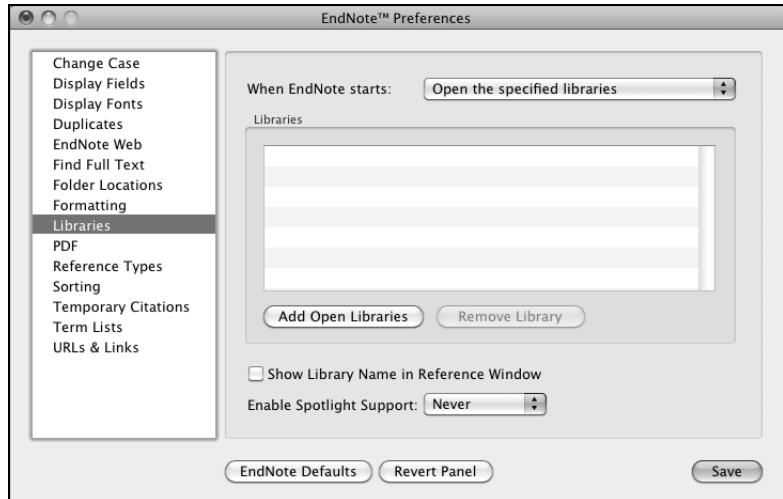 EndNote™ Preferences
Change Case
Display Fields
Display Fonts
Duplicates
EndNote Web
Find Full Text
Folder Locations
Formatting
Libraries
PDF
Reference Types
Sorting
Temporary Citations
Term Lists
URLs & Links
When EndNote starts: Open the specified libraries
Libraries
Add Open Libraries Remove Library
Show Library Name in Reference Window
Enable Spotlight Support: Never
EndNote Defaults Revert Panel Save